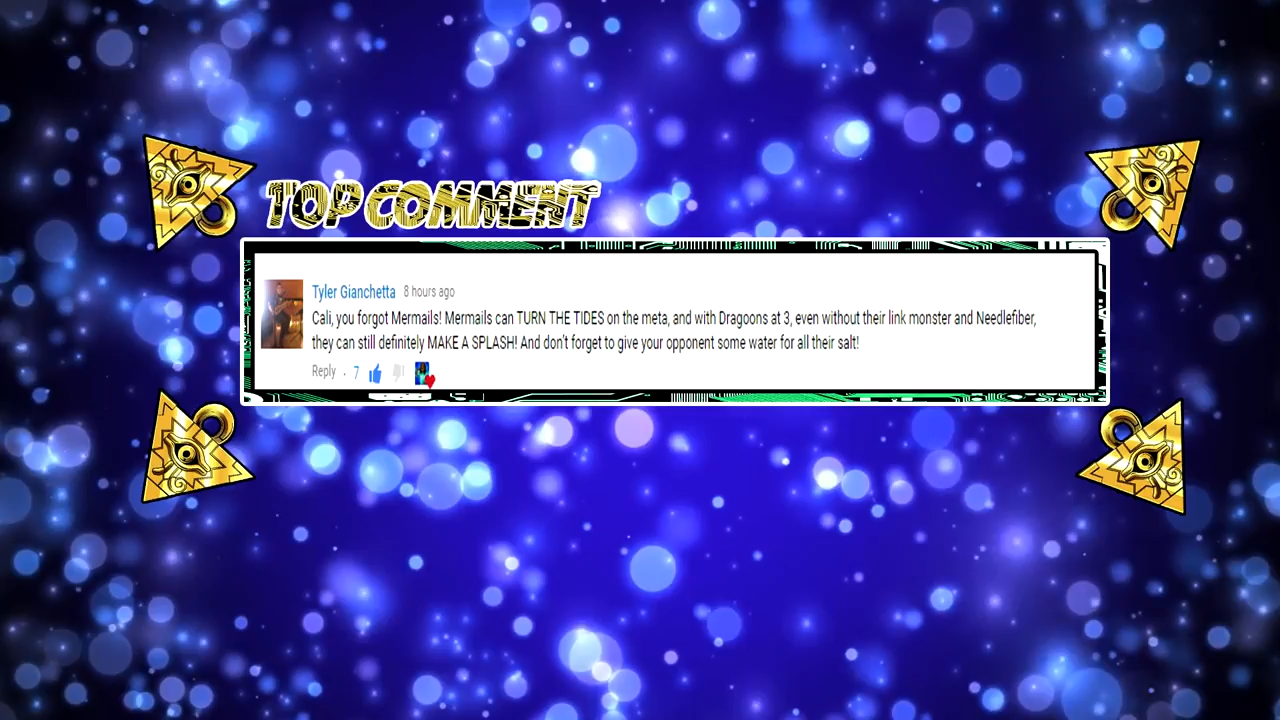 TOP COMMENT
Tyler Gianchetta 8 hours ago
Cali, you forgot Mermails! Mermails can TURN THE TIDES on the meta, and with Dragoons at 3, even without their link monster and Needlefiber,
they can still definitely MAKE A SPLASH! And don't forget to give your opponent some water for all their salt!
Reply · 7